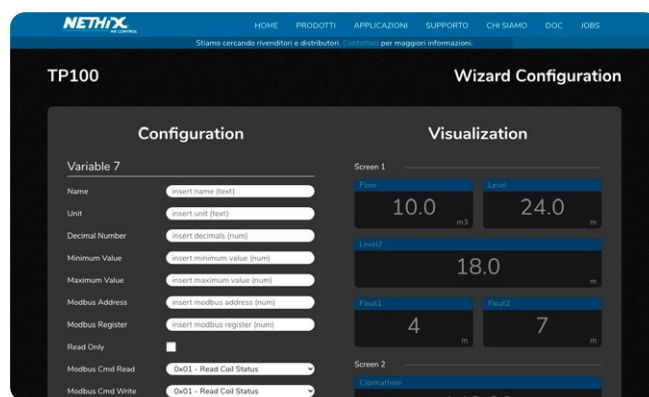 NETHIX
WE CONTROL
HOME PRODOTTI APPLICAZIONI SUPPORTO CHI SIAMO DOC JOBS
Stiamo cercando rivenditori e distributori. Contattaci per maggiori informazioni.
TP100
Wizard Configuration
Configuration
Variable 7
Name insert name (text)
Unit insert unit (text)
Decimal Number insert decimals (num)
Minimum Value insert minimum value (num)
Maximum Value insert maximum value (num)
Modbus Address insert modbus address (num)
Modbus Register insert modbus register (num)
Read Only
Modbus Cmd Read 0x01 - Read Coil Status
Modbus Cmd Write 0x01 - Read Coil Status
Visualization
Screen 1
Flow
10.0
m3
Level
24.0
m
Level2
18.0
m
Float1
4
m
Float2
7
m
Screen 2
Clorinathion